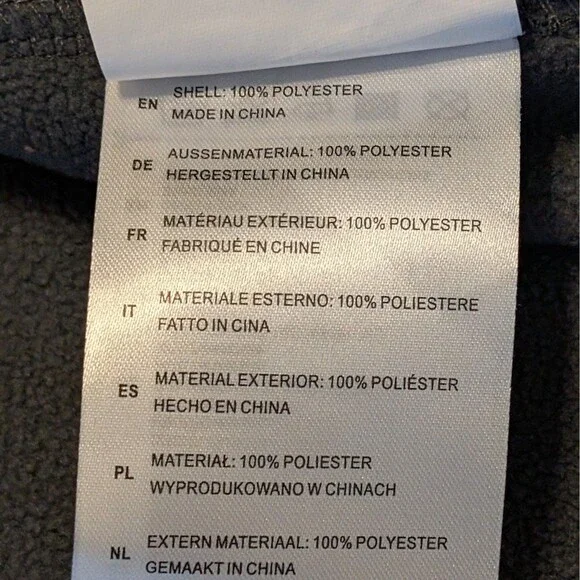 EN SHELL: 100% POLYESTER
MADE IN CHINA
DE AUSSENMATERIAL: 100% POLYESTER
HERGESTELLT IN CHINA
FR MATÉRIAU EXTÉRIEUR: 100% POLYESTER
FABRIQUÉ EN CHINE
IT MATERIALE ESTERNO: 100% POLIESTERE
FATTO IN CINA
ES MATERIAL EXTERIOR: 100% POLIÉSTER
HECHO EN CHINA
PL MATERIAŁ: 100% POLIESTER
WYPRODUKOWANO W CHINACH
NL EXTERN MATERIAAL: 100% POLYESTER
GEMAAKT IN CHINA